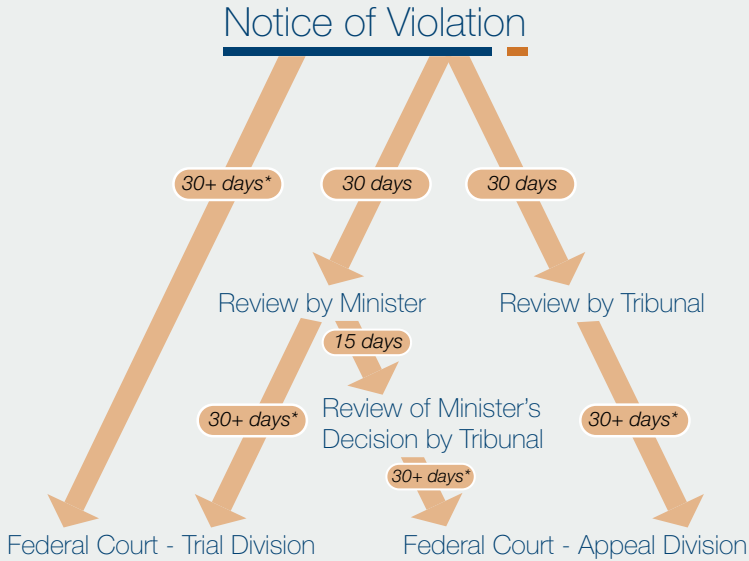 Notice of Violation
30+ days*
30 days
30 days
Review by Minister
Review by Tribunal
15 days
30+ days*
Review of Minister's
Decision by Tribunal
30+ days*
30+ days*
Federal Court - Trial Division
Federal Court - Appeal Division